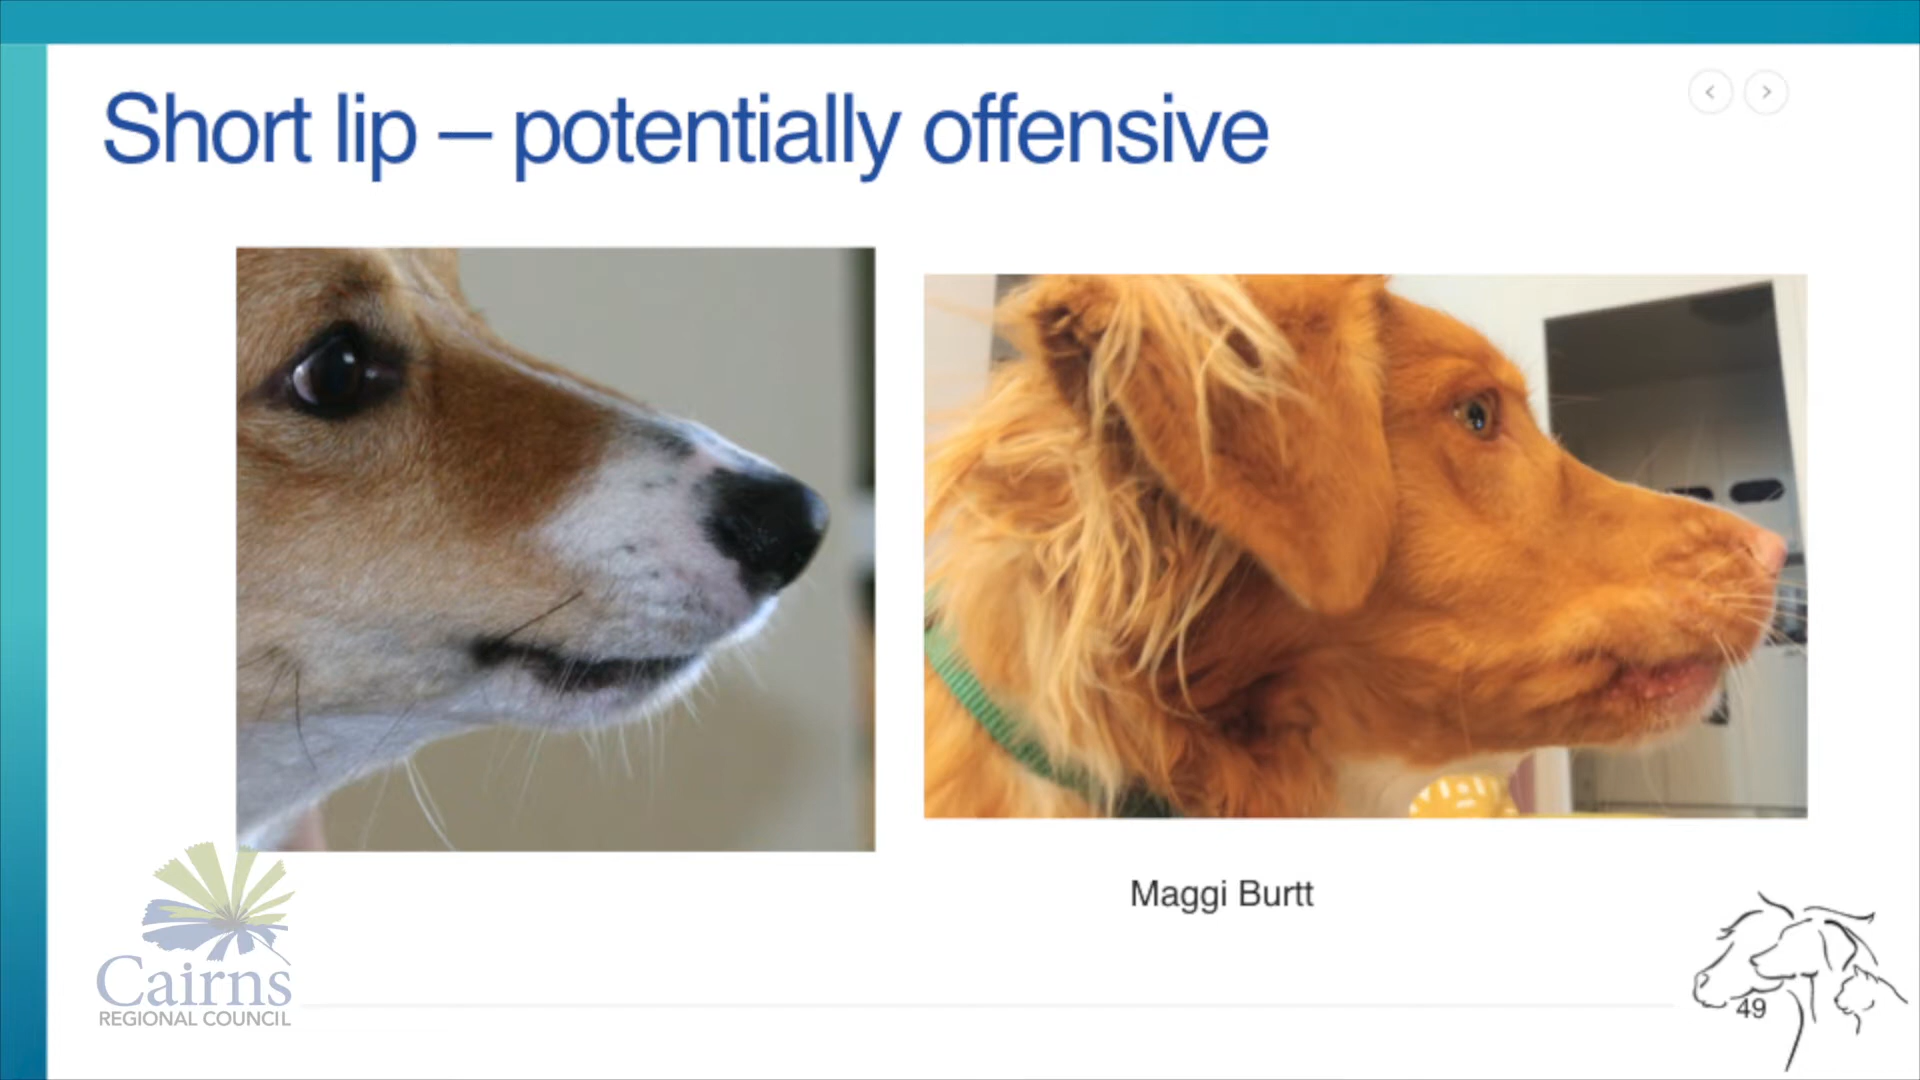 Short lip – potentially offensive
Maggi Burtt
Cairns
REGIONAL COUNCIL
49